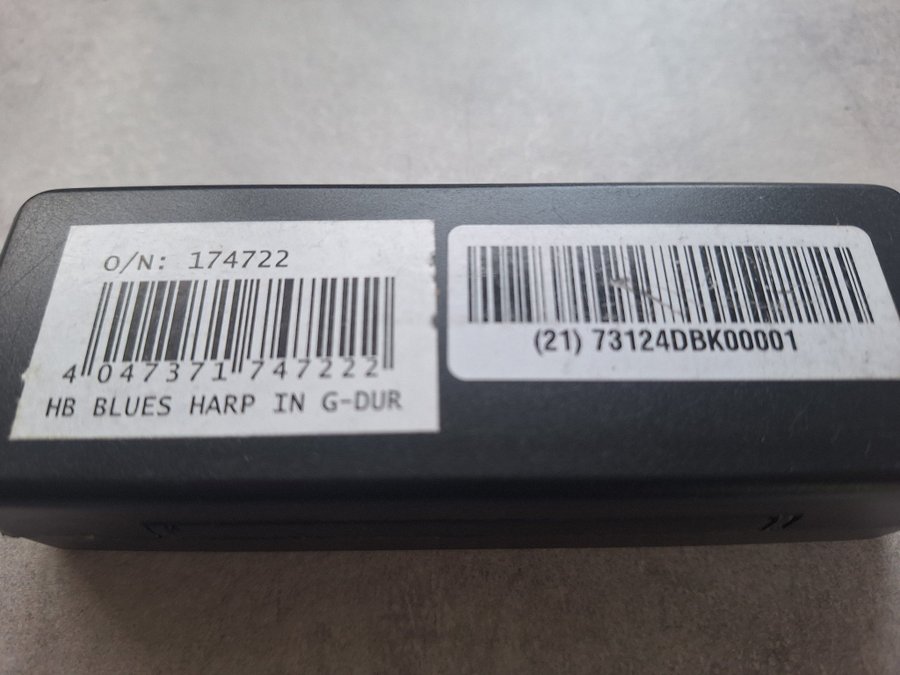 O/N: 174722
4 047371 747222
HB BLUES HARP IN G-DUR
(21) 73124DBK00001